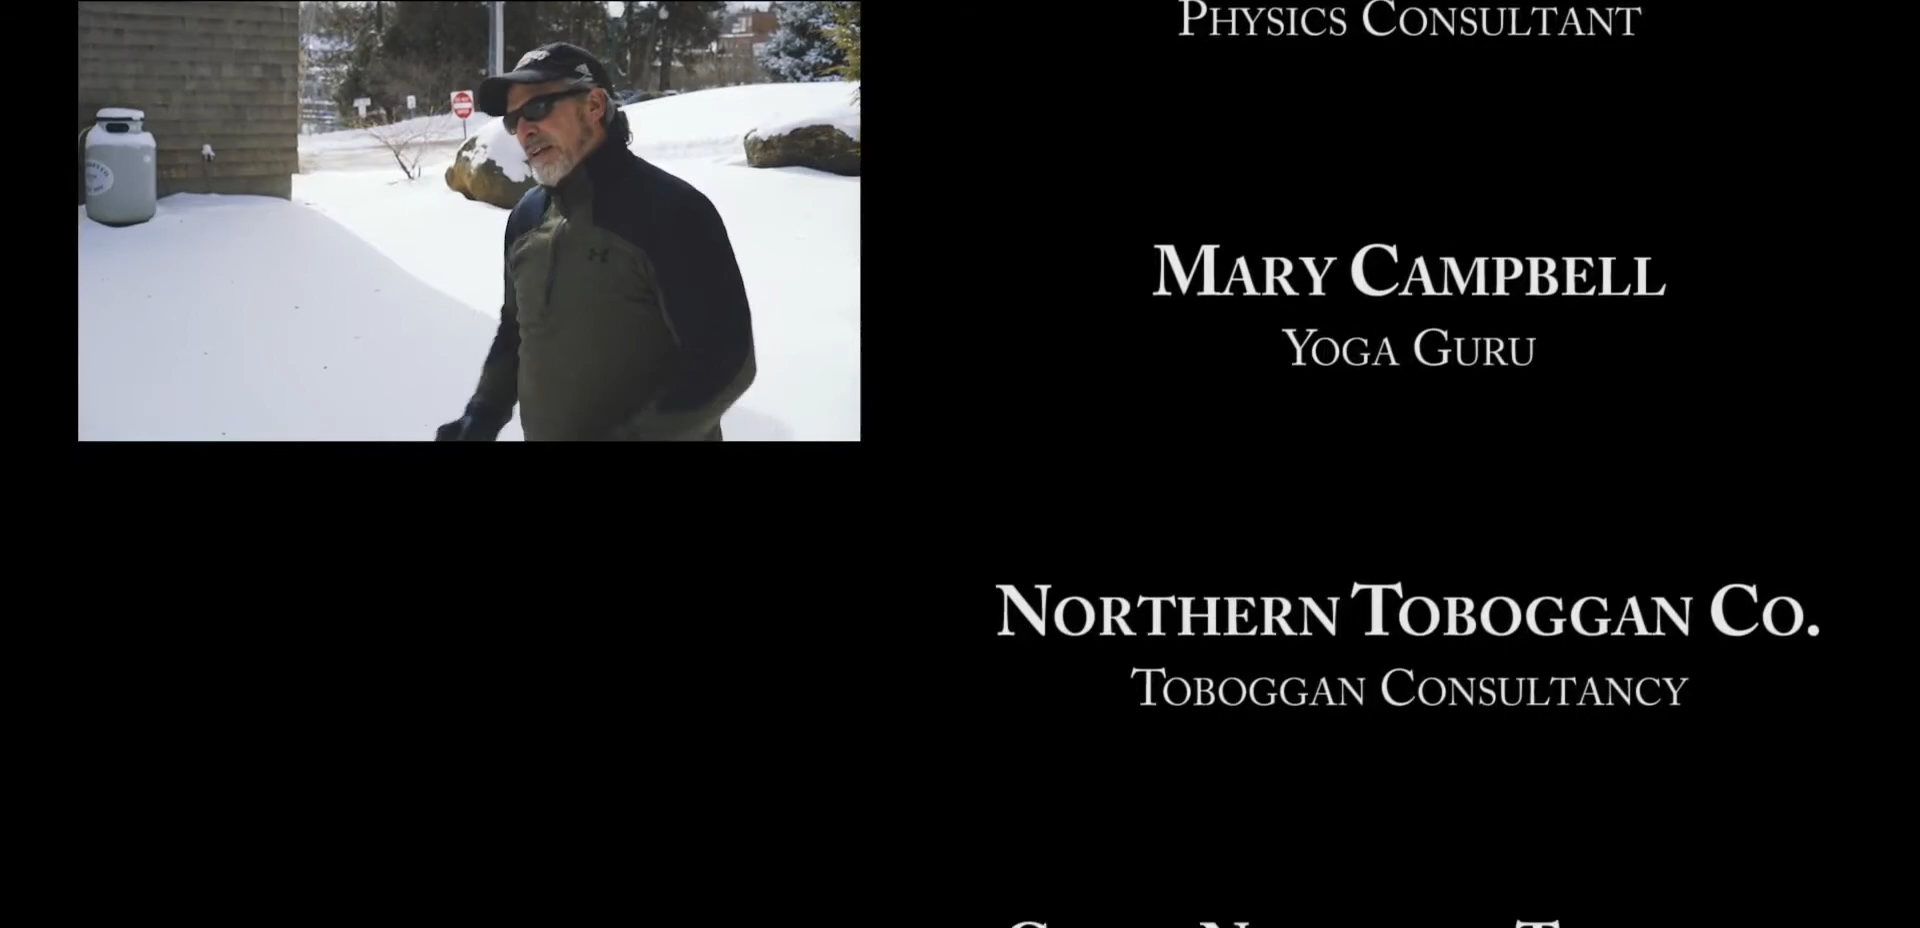 PHYSICS CONSULTANT
MARY CAMPBELL
YOGA GURU
NORTHERN TOBOGGAN CO.
TOBOGGAN CONSULTANCY